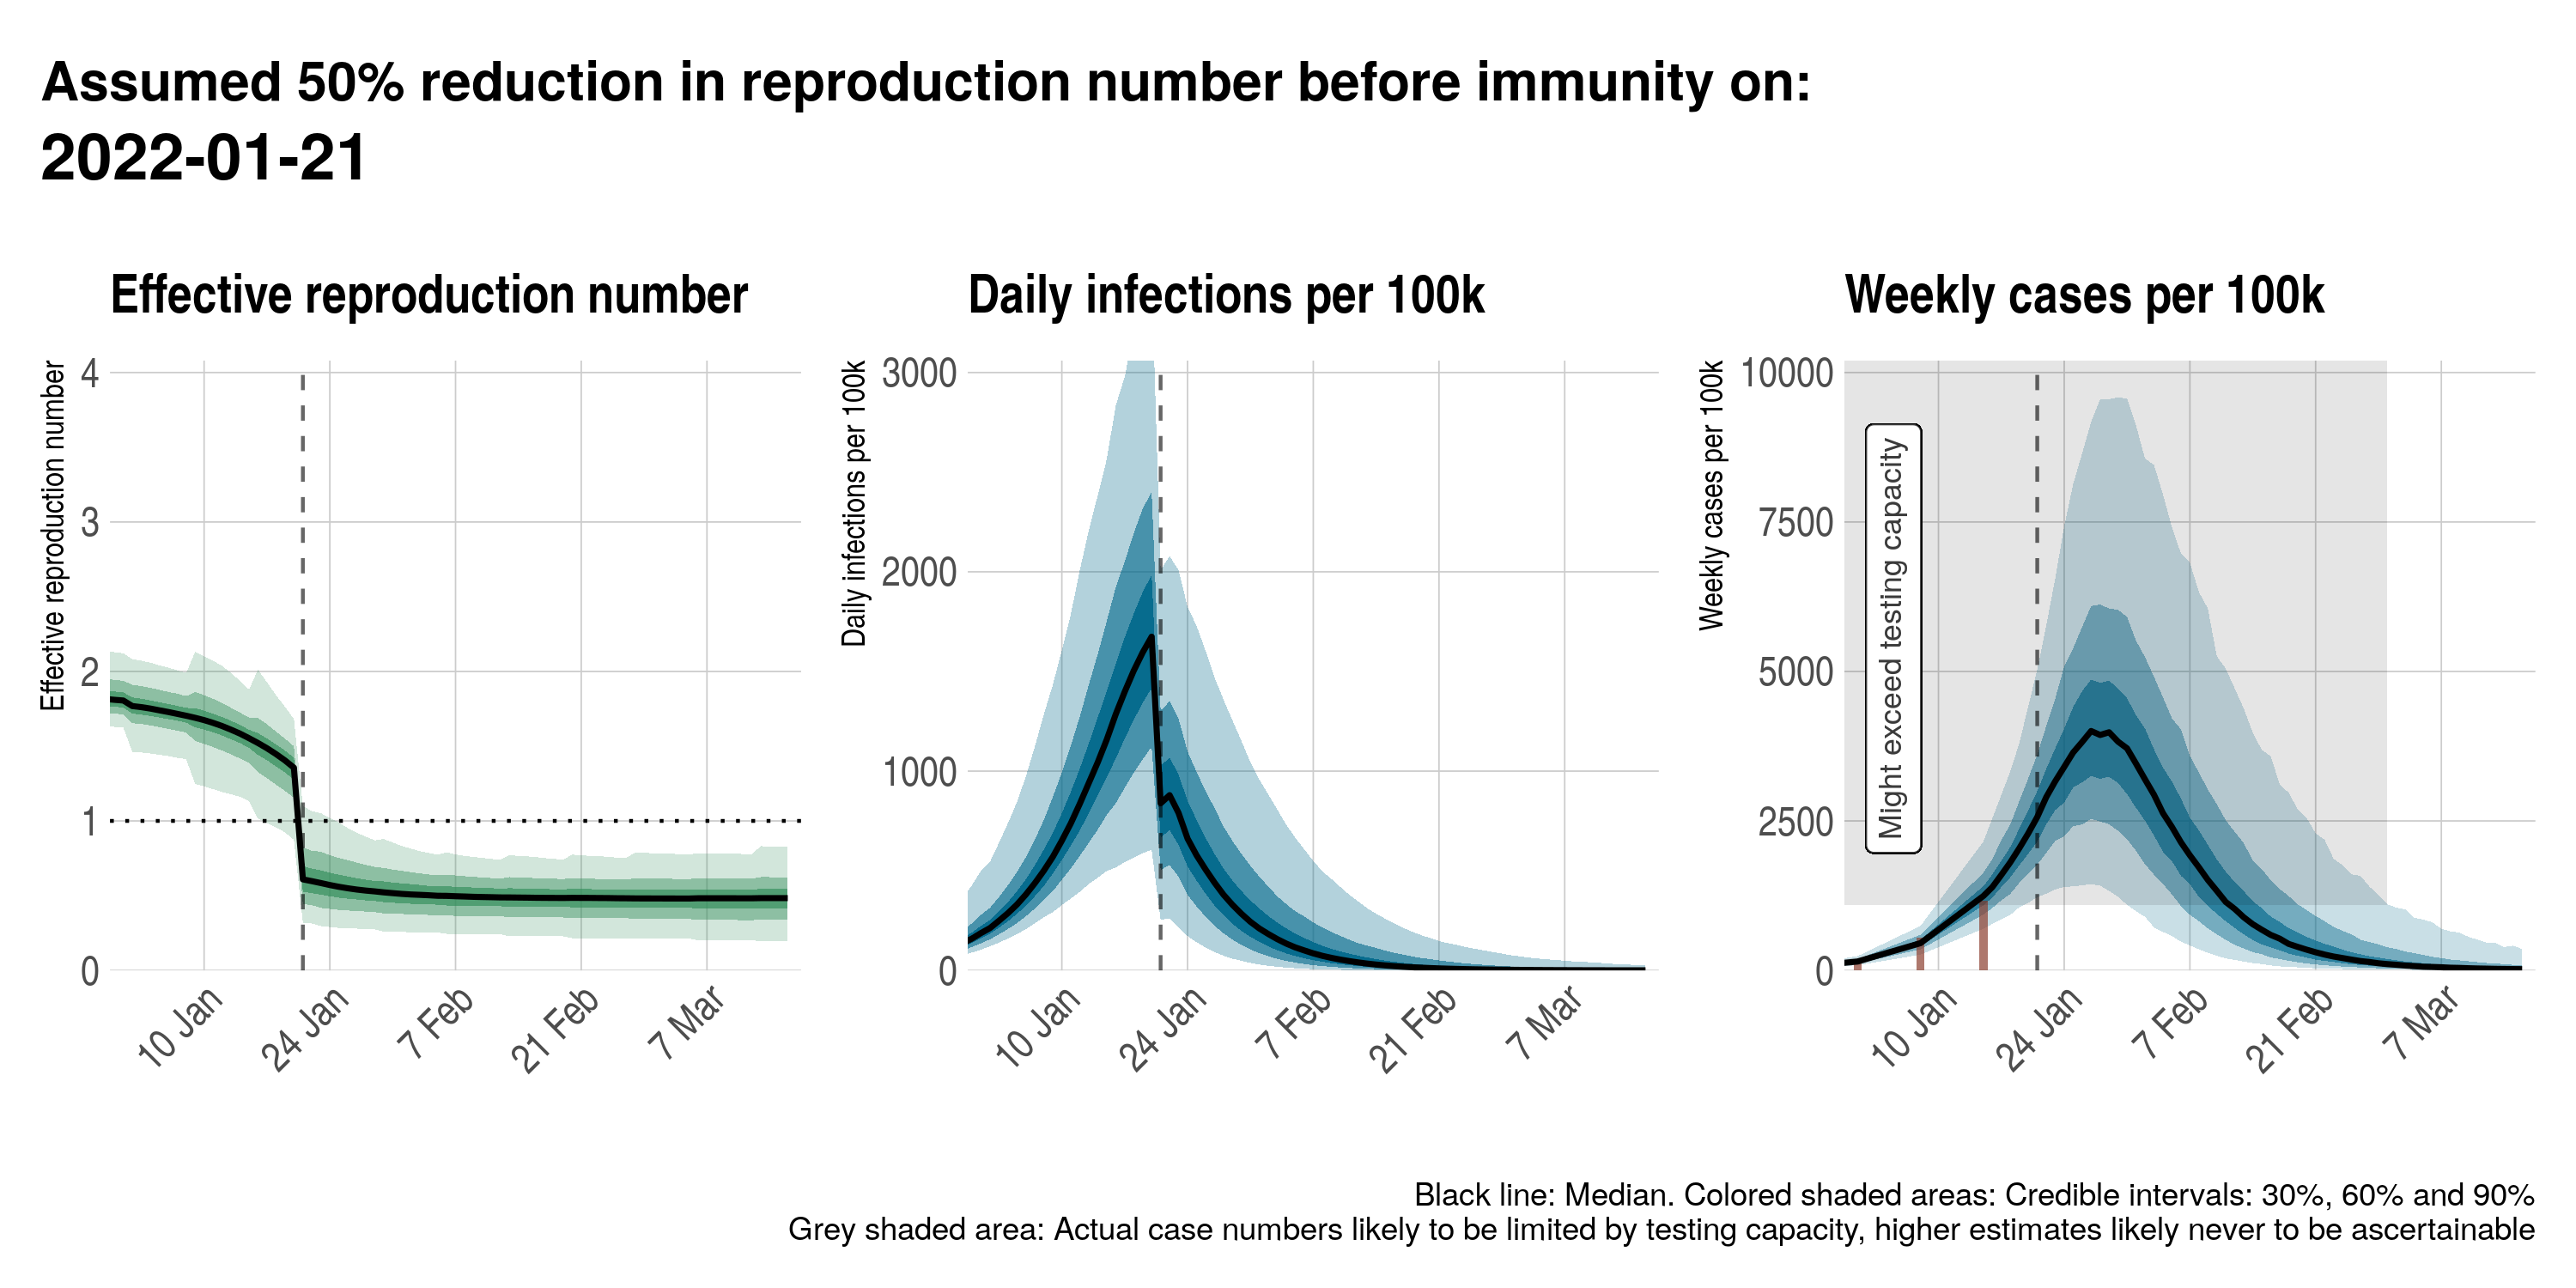 Assumed 50% reduction in reproduction number before immunity on:
2022-01-21
Effective reproduction number
Effective reproduction number
4
3
2
1
0
10 Jan
24 Jan
7 Feb
21 Feb
7 Mar
Daily infections per 100k
Daily infections per 100k
3000
2000
1000
0
10 Jan
24 Jan
7 Feb
21 Feb
7 Mar
Weekly cases per 100k
Weekly cases per 100k
10000
7500
5000
2500
0
Might exceed testing capacity
10 Jan
24 Jan
7 Feb
21 Feb
7 Mar
Black line: Median. Colored shaded areas: Credible intervals: 30%, 60% and 90%
Grey shaded area: Actual case numbers likely to be limited by testing capacity, higher estimates likely never to be ascertainable